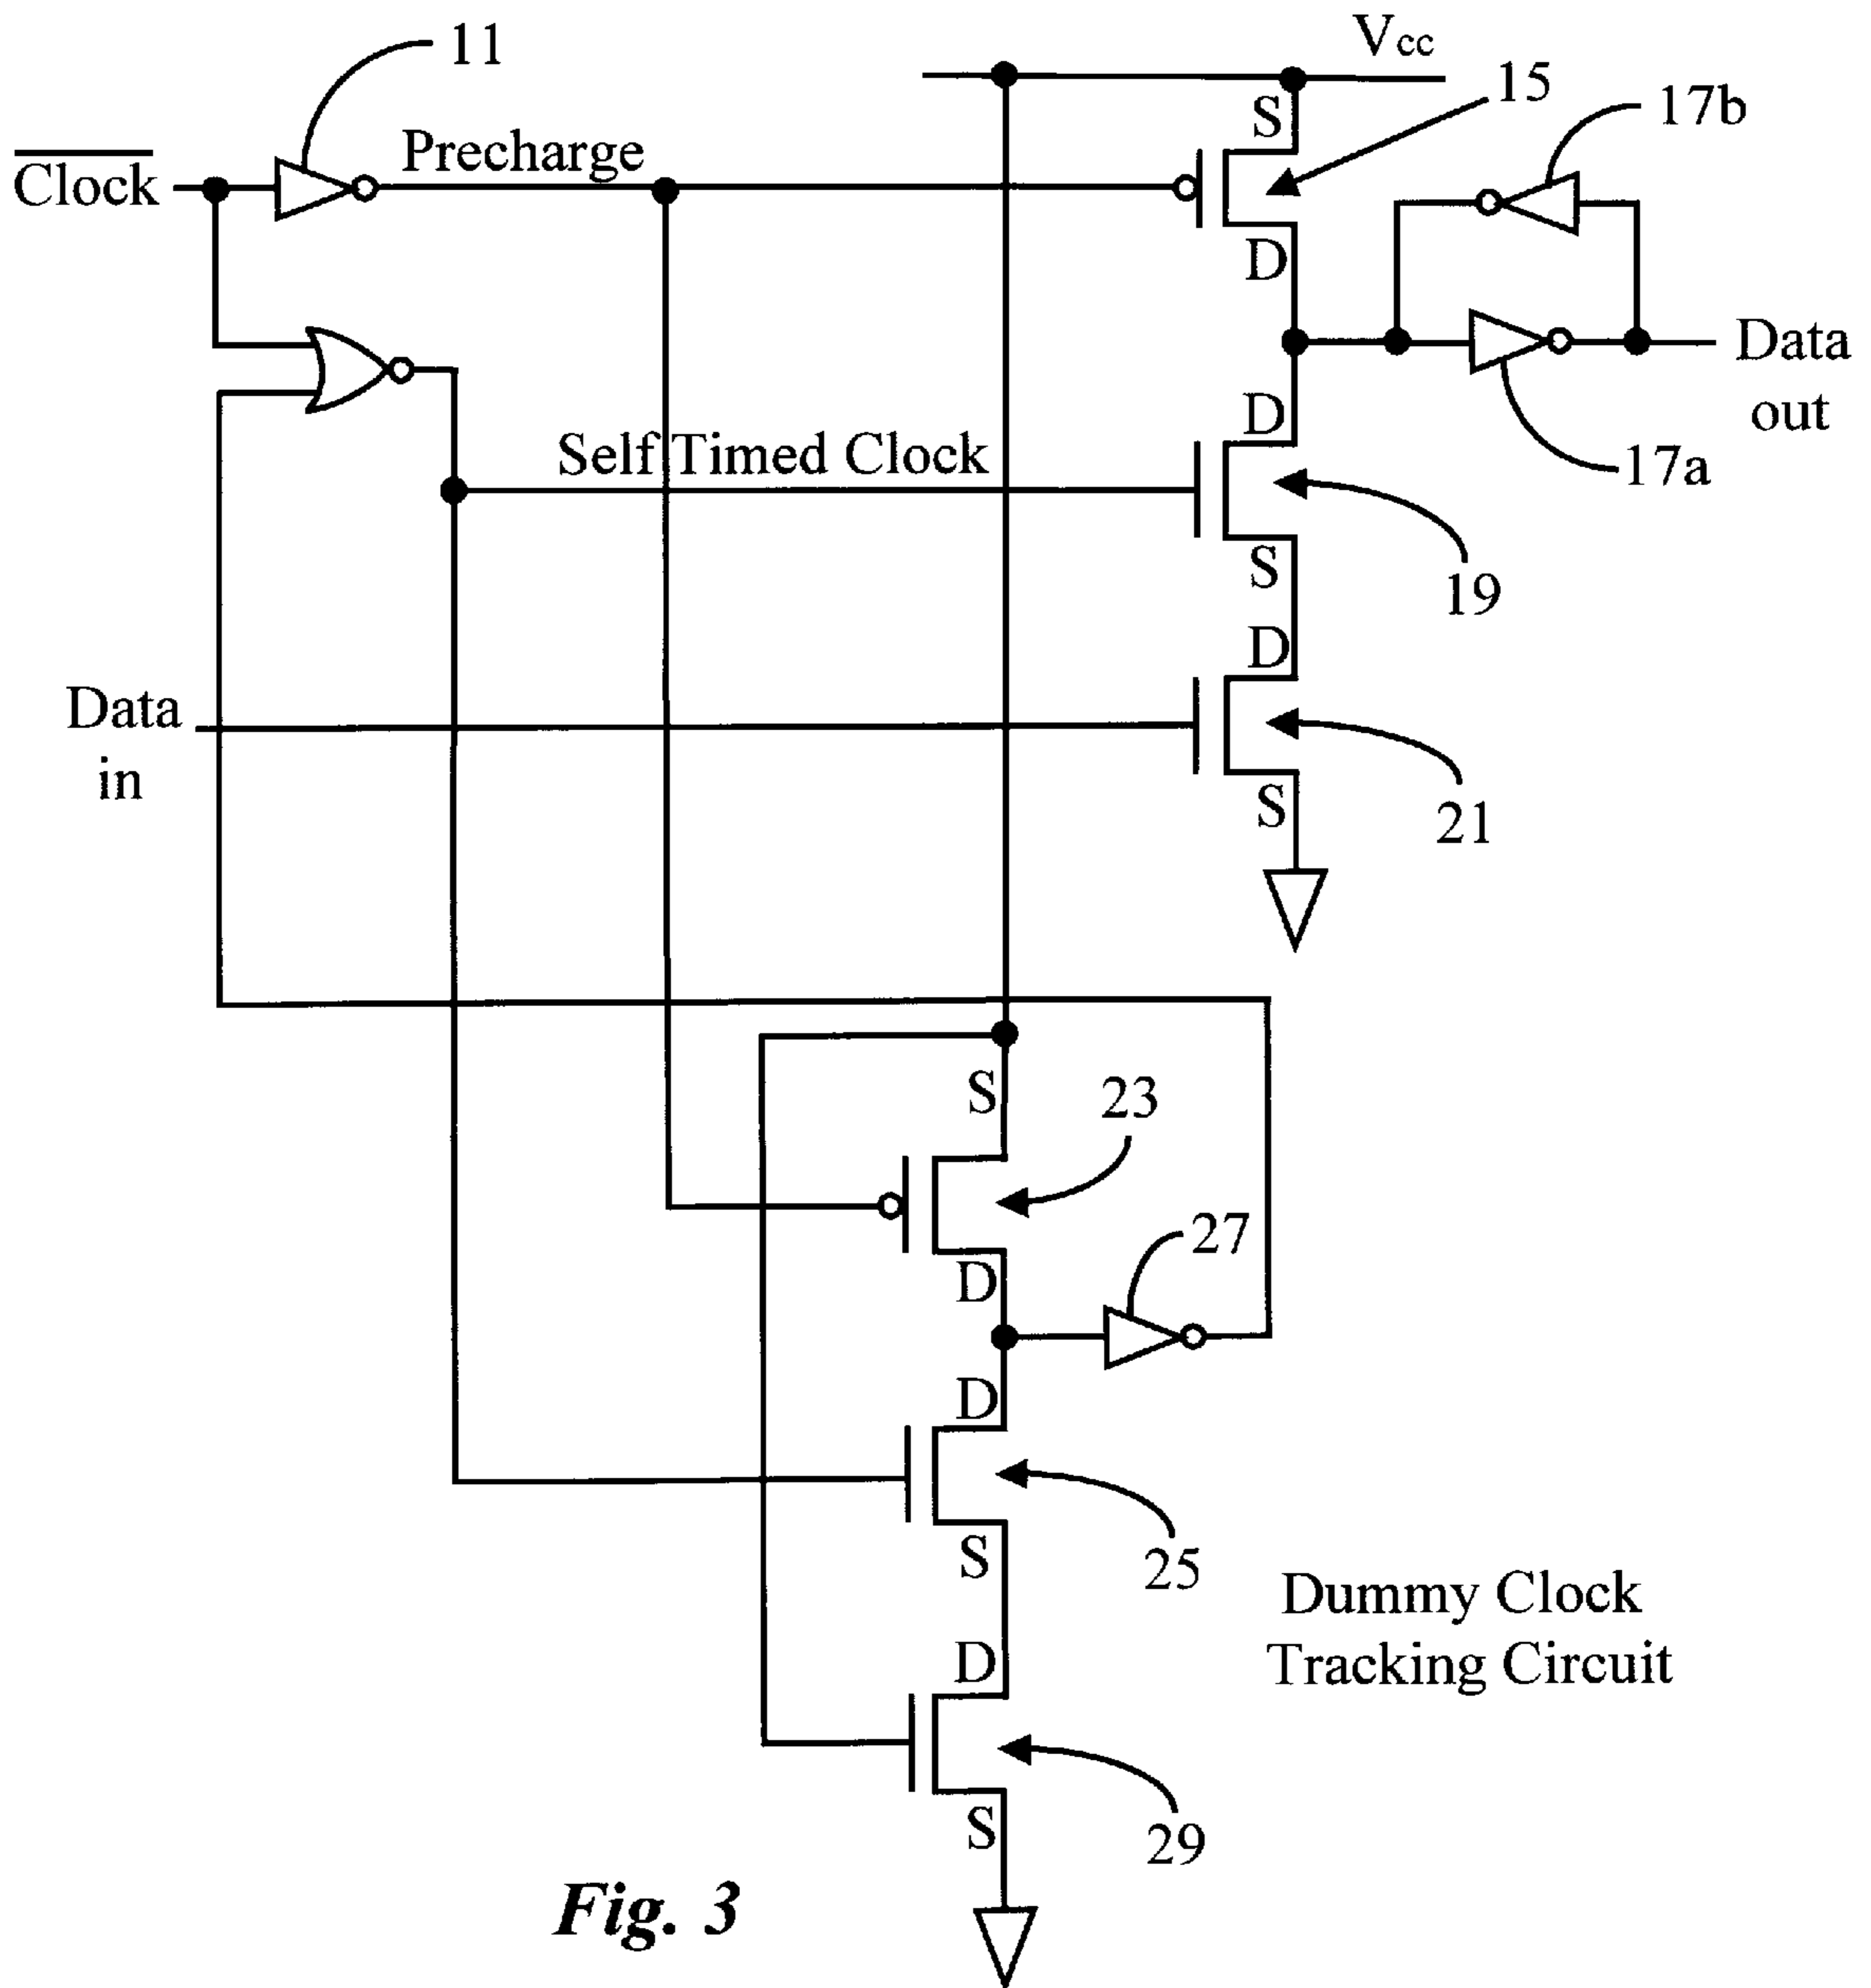 Vcc
11
15
17b
Clock
Precharge
S
D
Data
out
D
Self Timed Clock
17a
S
19
D
Data
in
S
21
S
23
27
D
D
S
25
Dummy Clock
Tracking Circuit
D
S
29
Fig. 3